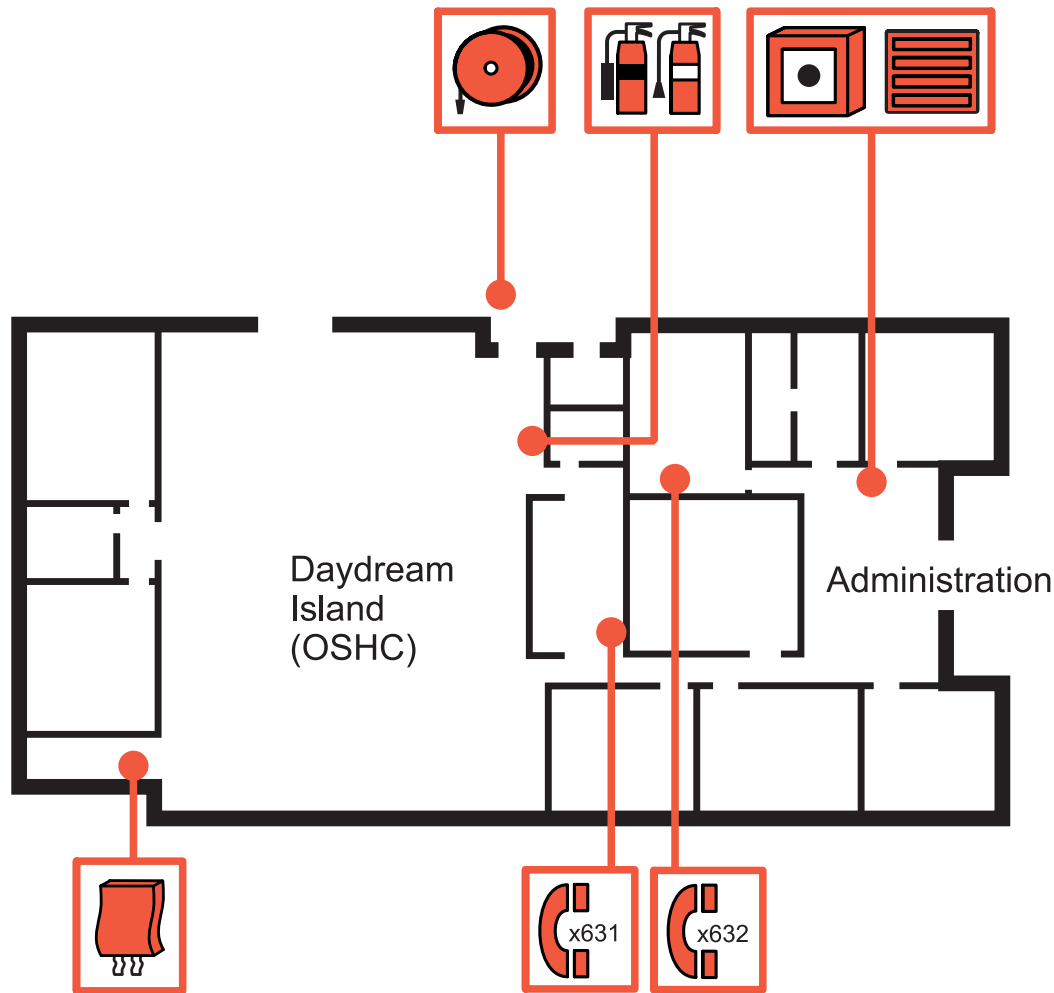 Daydream
Island
(OSHC)
Administration
x631
x632